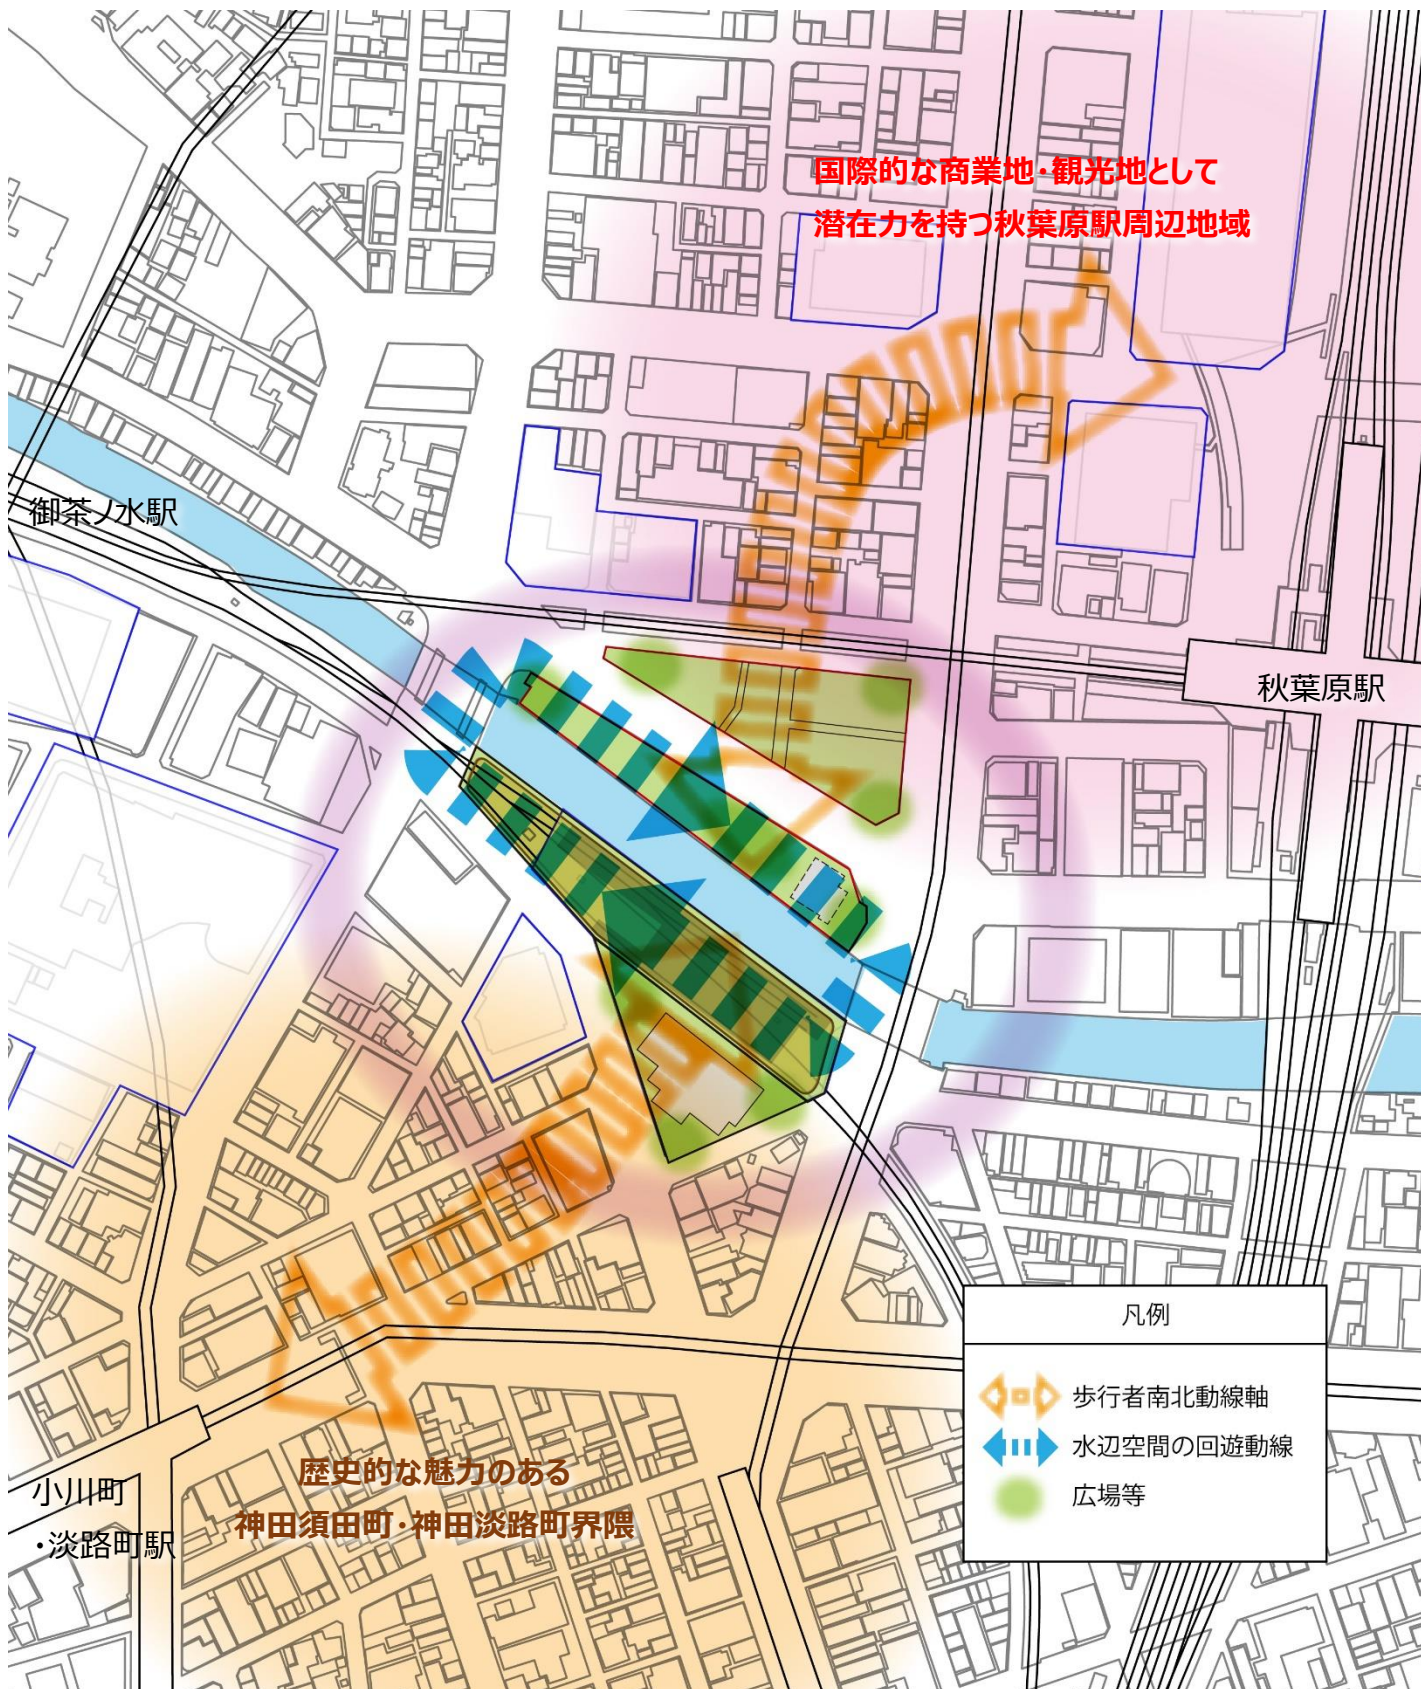 国際的な商業地・観光地として
潜在力を持つ秋葉原駅周辺地域
御茶ノ水駅
秋葉原駅
凡例
歩行者南北動線軸
水辺空間の回遊動線
広場等
歴史的な魅力のある
神田須田町・神田淡路町界隈
小川町
・淡路町駅